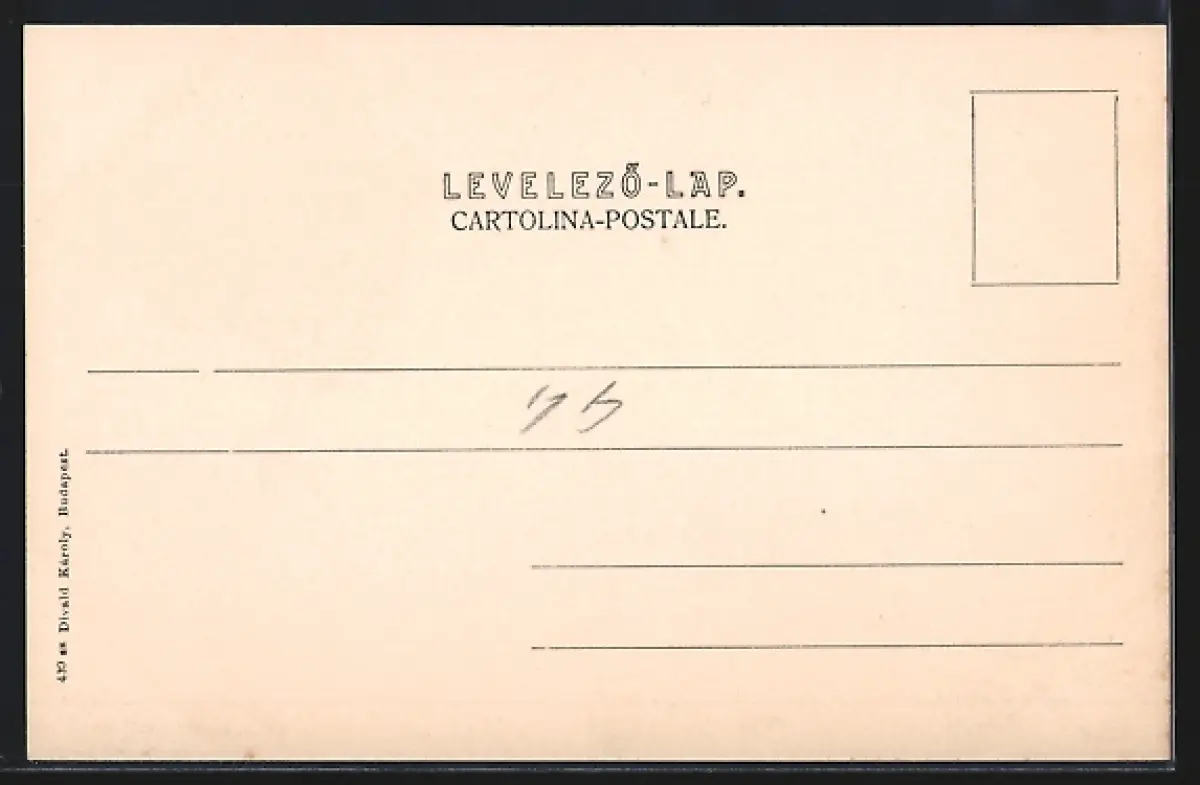 LEVELEZŐ-LAP.
CARTOLINA-POSTALE.
Divald Károly, Budapest.